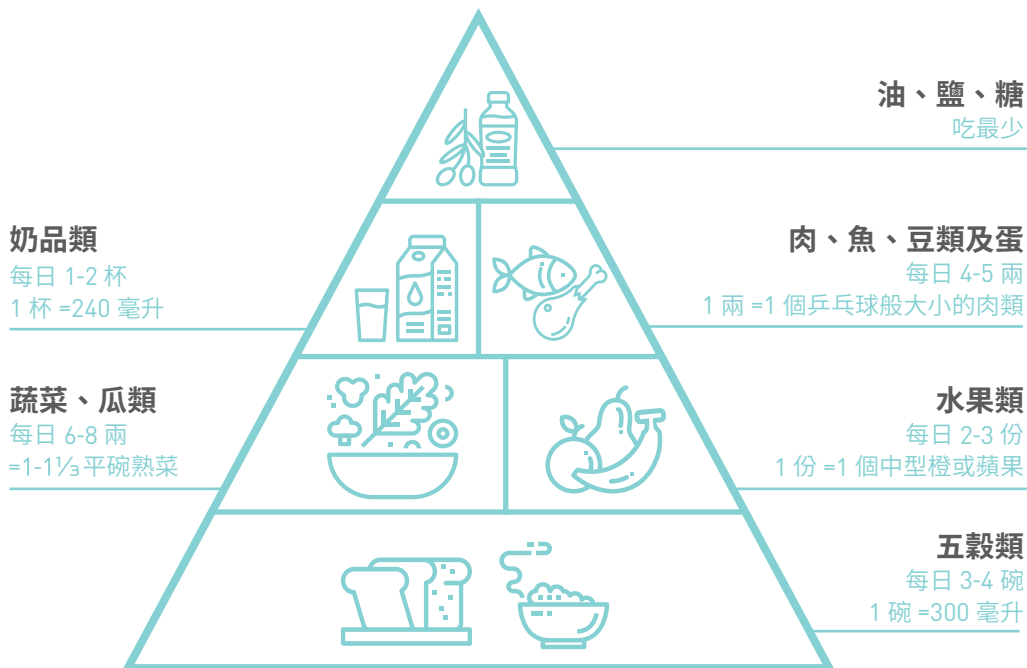 油、鹽、糖
吃最少
奶品類
每日 1-2 杯
1 杯 =240 毫升
肉、魚、豆類及蛋
每日 4-5 兩
1 兩 =1 個乒乓球般大小的肉類
蔬菜、瓜類
每日 6-8 兩
=1-1⅓平碗熟菜
水果類
每日 2-3 份
1 份 =1 個中型橙或蘋果
五穀類
每日 3-4 碗
1 碗 =300 毫升